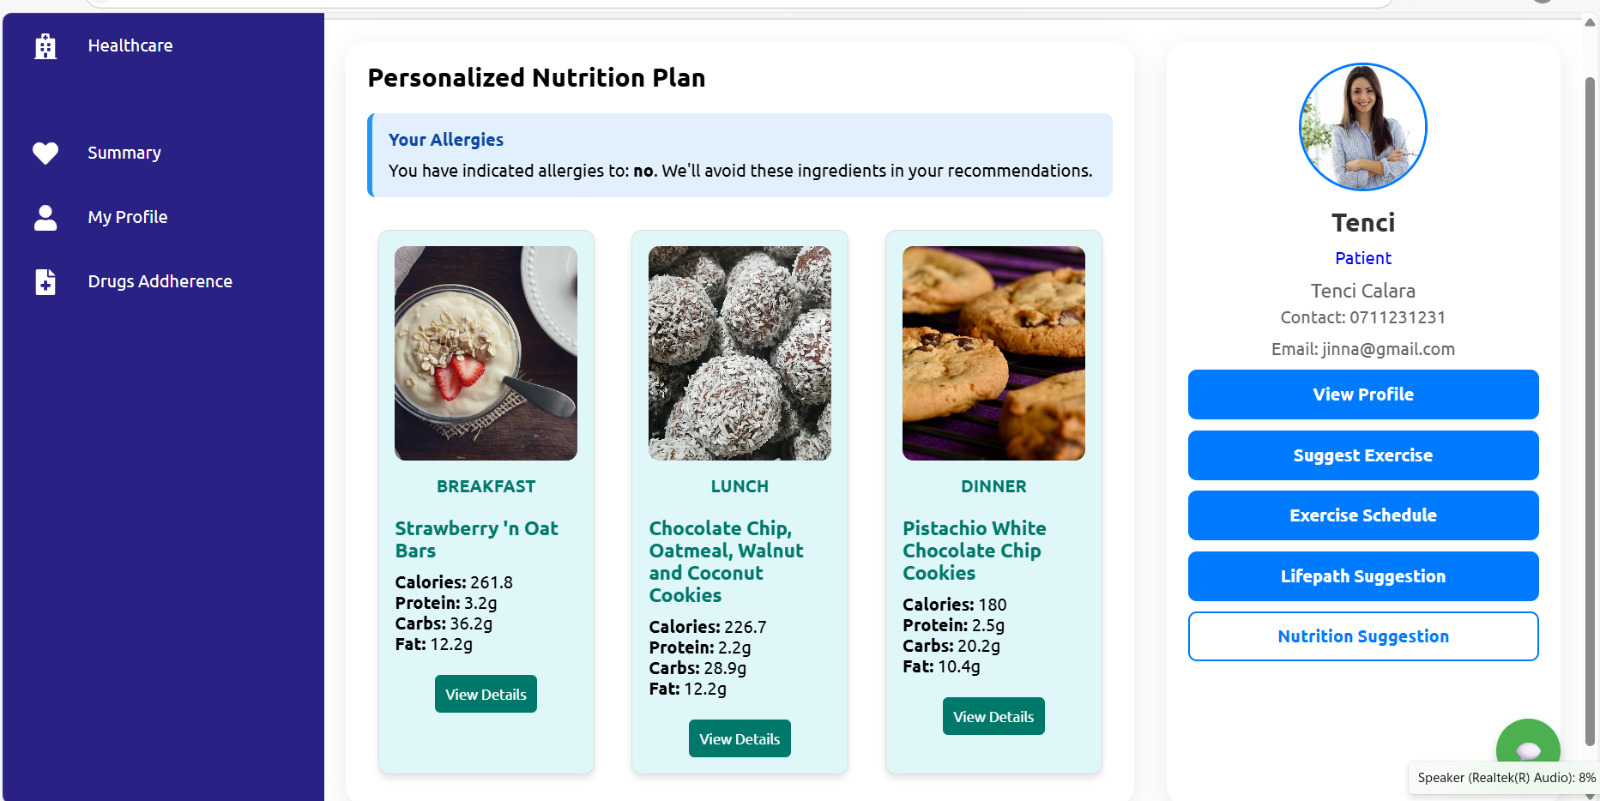 Healthcare
Summary
My Profile
Drugs Addherence
Personalized Nutrition Plan
Your Allergies
You have indicated allergies to: no. We'll avoid these ingredients in your recommendations.
BREAKFAST
Strawberry 'n Oat
Bars
Calories: 261.8
Protein: 3.2g
Carbs: 36.2g
Fat: 12.2g
View Details
LUNCH
Chocolate Chip,
Oatmeal, Walnut
and Coconut
Cookies
Calories: 226.7
Protein: 2.2g
Carbs: 28.9g
Fat: 12.2g
View Details
DINNER
Pistachio White
Chocolate Chip
Cookies
Calories: 180
Protein: 2.5g
Carbs: 20.2g
Fat: 10.4g
View Details
Tenci
Patient
Tenci Calara
Contact: 0711231231
Email: jinna@gmail.com
View Profile
Suggest Exercise
Exercise Schedule
Lifepath Suggestion
Nutrition Suggestion
Speaker (Realtek(R) Audio): 8%